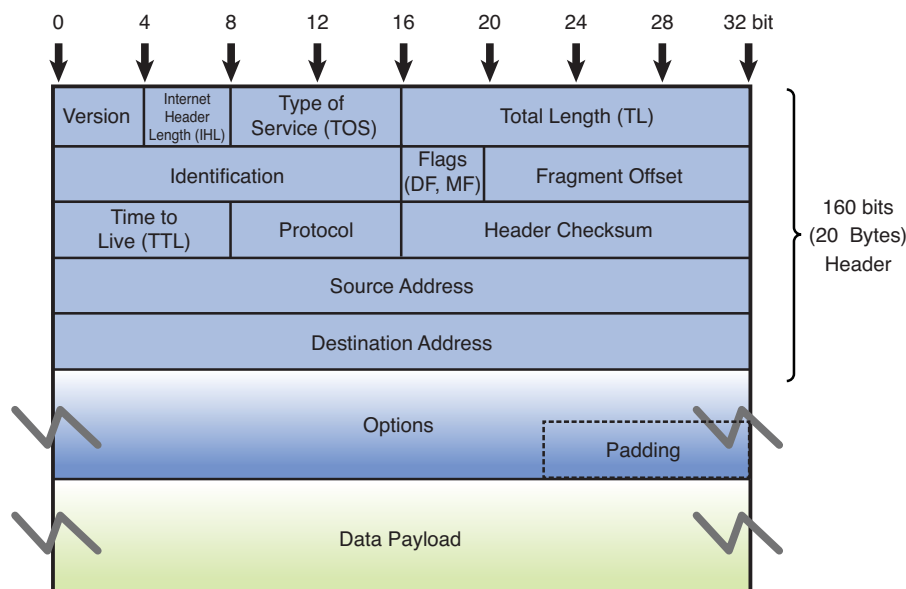 0 4 8 12 16 20 24 28 32 bit
Version
Internet
Header
Length (IHL)
Type of
Service (TOS)
Total Length (TL)
Identification
Flags
(DF, MF)
Fragment Offset
Time to
Live (TTL)
Protocol
Header Checksum
160 bits
(20 Bytes)
Header
Source Address
Destination Address
Options
Padding
Data Payload